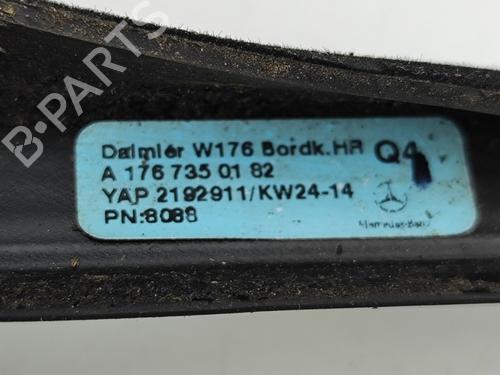 Daimler W176 Bordk.HR Q4
A 176 735 01 82
YAP 2192911/KW24-14
PN:8088
Mercedes-Benz
B-PARTS